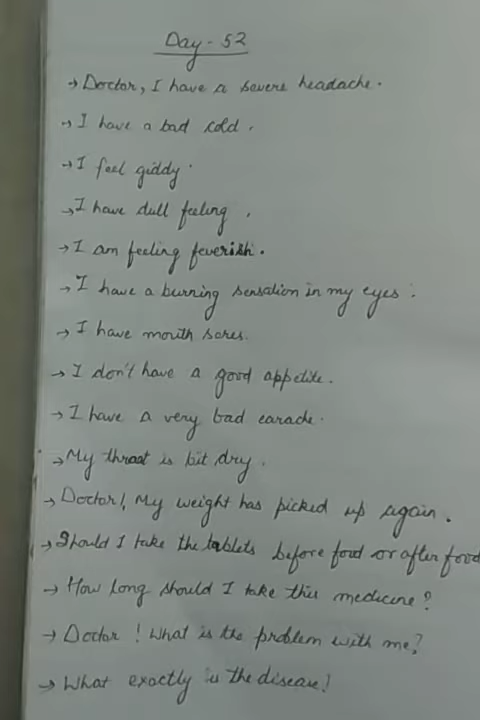 Day - 52
→ Doctor, I have a severe headache.
→ I have a bad cold.
→ I feel giddy.
→ I have dull feeling.
→ I am feeling feverish.
→ I have a burning sensation in my eyes.
→ I have mouth sores.
→ I don't have a good appetite.
→ I have a very bad earache.
→ My throat is bit dry.
→ Doctor!, My weight has picked up again.
→ Should I take the tablets before food or after food
→ How long should I take this medicine?
→ Doctor! What is the problem with me?
→ What exactly is the disease!